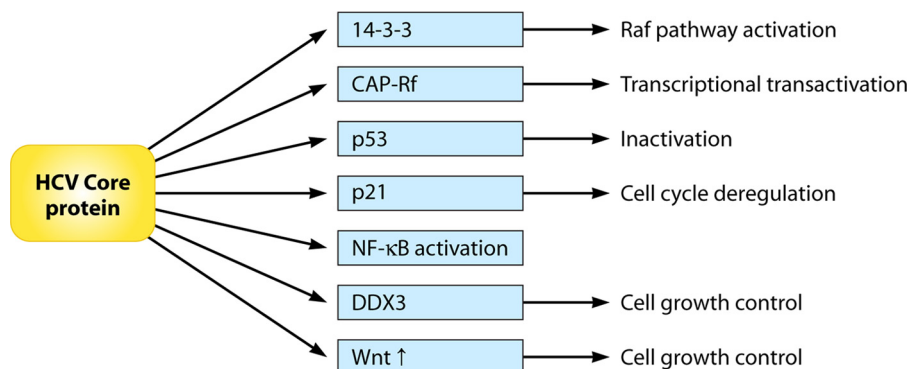 14-3-3 Raf pathway activation
CAP-Rf Transcriptional transactivation
p53 Inactivation
HCV Core
protein
p21 Cell cycle deregulation
NF-κB activation
DDX3 Cell growth control
Wnt ↑ Cell growth control